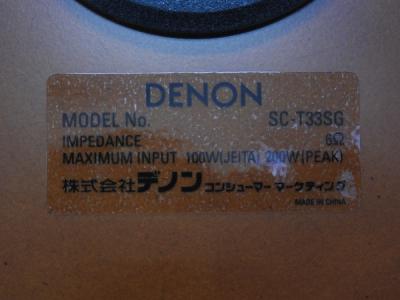 DENON
MODEL No. SC-T33SG
IMPEDANCE 6Ω
MAXIMUM INPUT 100W(JEITA) 200W(PEAK)
株式会社デノン コンシューマー マーケティング
MADE IN CHINA